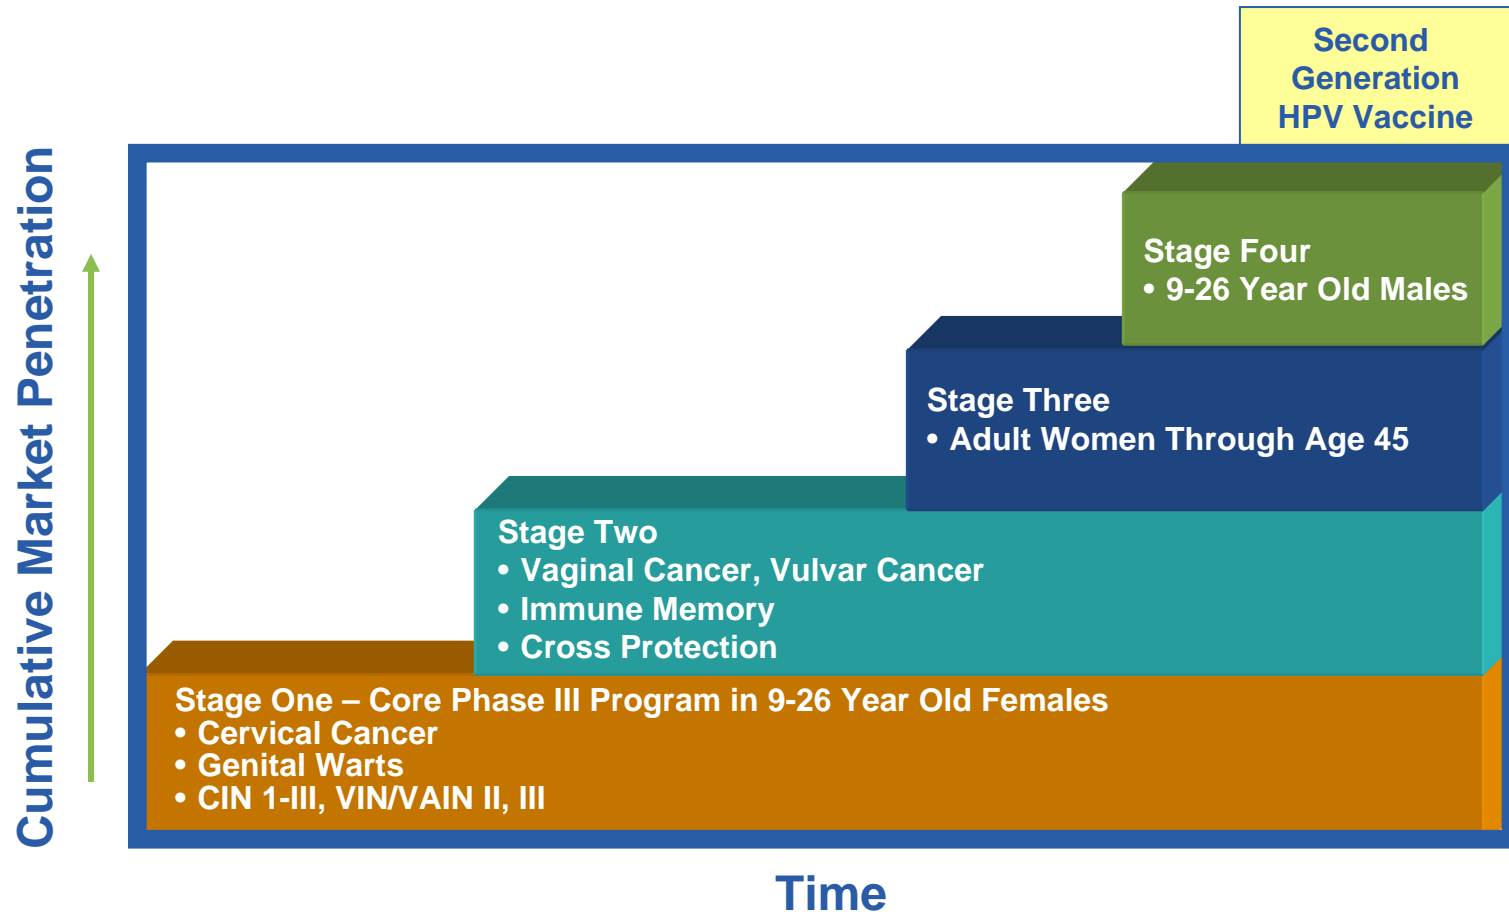 Second
Generation
HPV Vaccine
Cumulative Market Penetration
Stage Four
• 9-26 Year Old Males
Stage Three
• Adult Women Through Age 45
Stage Two
• Vaginal Cancer, Vulvar Cancer
• Immune Memory
• Cross Protection
Stage One – Core Phase III Program in 9-26 Year Old Females
• Cervical Cancer
• Genital Warts
• CIN 1-III, VIN/VAIN II, III
Time